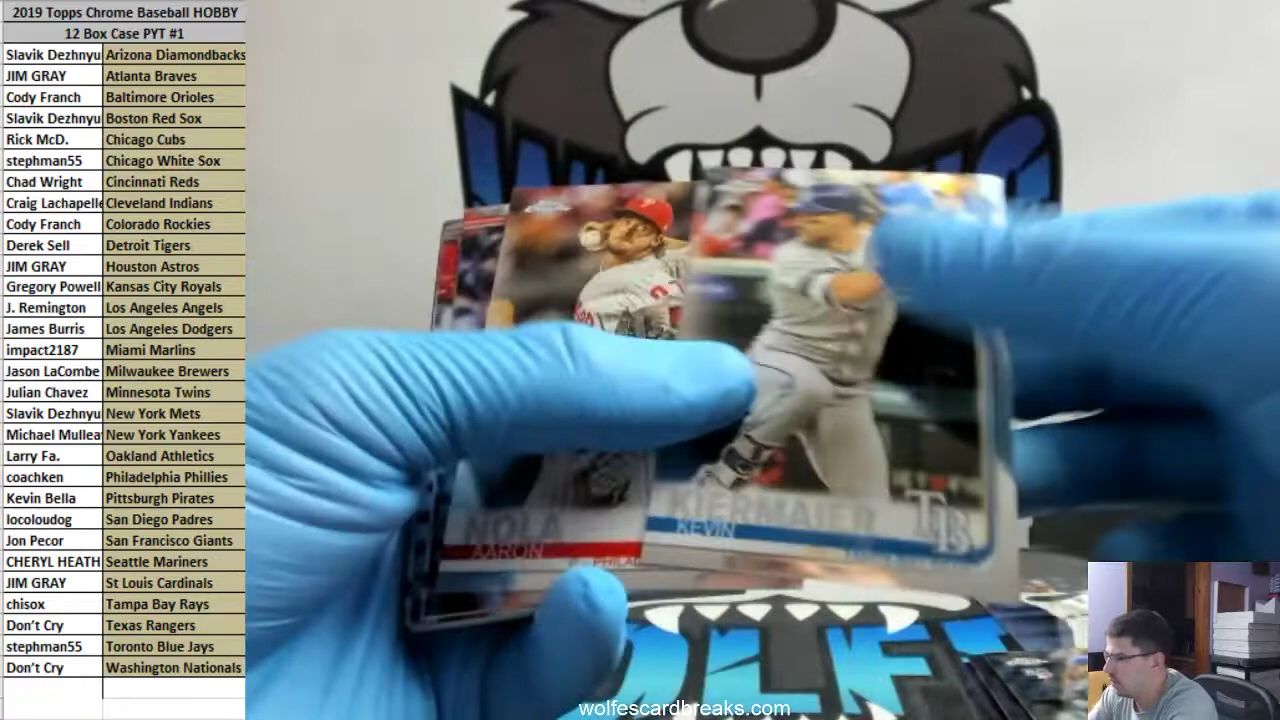 2019 Topps Chrome Baseball HOBBY
12 Box Case PYT #1
Slavik Dezhnyu Arizona Diamondbacks
JIM GRAY Atlanta Braves
Cody Franch Baltimore Orioles
Slavik Dezhnyu Boston Red Sox
Rick McD. Chicago Cubs
stephman55 Chicago White Sox
Chad Wright Cincinnati Reds
Craig Lachapelle Cleveland Indians
Cody Franch Colorado Rockies
Derek Sell Detroit Tigers
JIM GRAY Houston Astros
Gregory Powell Kansas City Royals
J. Remington Los Angeles Angels
James Burris Los Angeles Dodgers
impact2187 Miami Marlins
Jason LaCombe Milwaukee Brewers
Julian Chavez Minnesota Twins
Slavik Dezhnyu New York Mets
Michael Mullea New York Yankees
Larry Fa. Oakland Athletics
coachken Philadelphia Phillies
Kevin Bella Pittsburgh Pirates
locoloudog San Diego Padres
Jon Pecor San Francisco Giants
CHERYL HEATH Seattle Mariners
JIM GRAY St Louis Cardinals
chisox Tampa Bay Rays
Don't Cry Texas Rangers
stephman55 Toronto Blue Jays
Don't Cry Washington Nationals
NOLA
AARON
KIERMAIER
KEVIN
TB
wolfescardbreaks.com